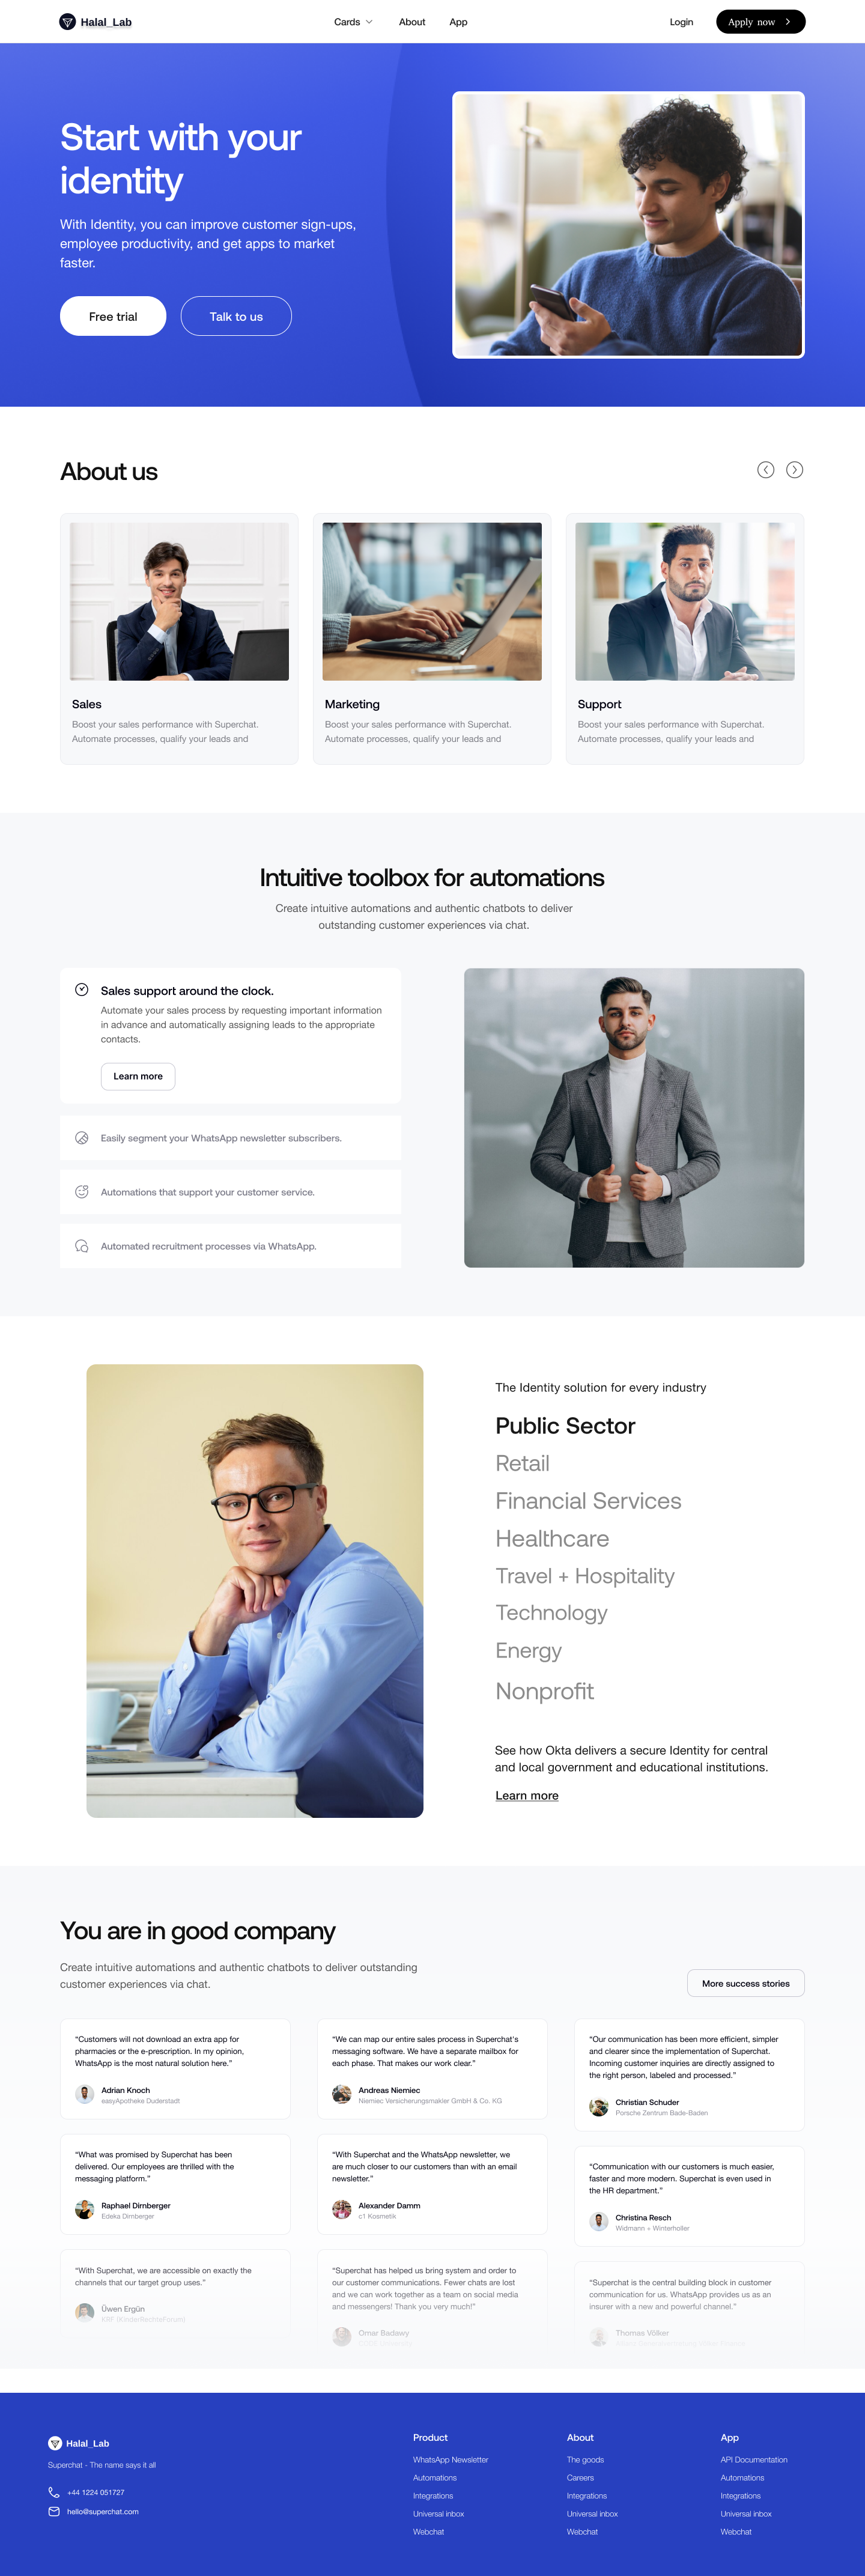 Halal_Lab
Cards
About
App
Login
Apply now
Start with your
identity
With Identity, you can improve customer sign-ups,
employee productivity, and get apps to market
faster.
Free trial
Talk to us
About us
Sales
Boost your sales performance with Superchat.
Automate processes, qualify your leads and
Marketing
Boost your sales performance with Superchat.
Automate processes, qualify your leads and
Support
Boost your sales performance with Superchat.
Automate processes, qualify your leads and
Intuitive toolbox for automations
Create intuitive automations and authentic chatbots to deliver
outstanding customer experiences via chat.
Sales support around the clock.
Automate your sales process by requesting important information
in advance and automatically assigning leads to the appropriate
contacts.
Learn more
Easily segment your WhatsApp newsletter subscribers.
Automations that support your customer service.
Automated recruitment processes via WhatsApp.
The Identity solution for every industry
Public Sector
Retail
Financial Services
Healthcare
Travel + Hospitality
Technology
Energy
Nonprofit
See how Okta delivers a secure Identity for central
and local government and educational institutions.
Learn more
You are in good company
Create intuitive automations and authentic chatbots to deliver outstanding
customer experiences via chat.
More success stories
“Customers will not download an extra app for
pharmacies or the e-prescription. In my opinion,
WhatsApp is the most natural solution here.”
Adrian Knoch
easyApotheke Duderstadt
“What was promised by Superchat has been
delivered. Our employees are thrilled with the
messaging platform.”
Raphael Dirnberger
Edeka Dirnberger
“With Superchat, we are accessible on exactly the
channels that our target group uses.”
Üwen Ergün
KRF (KinderRechteForum)
“We can map our entire sales process in Superchat's
messaging software. We have a separate mailbox for
each phase. That makes our work clear.”
Andreas Niemiec
Niemiec Versicherungsmakler GmbH & Co. KG
“With Superchat and the WhatsApp newsletter, we
are much closer to our customers than with an email
newsletter.”
Alexander Damm
c1 Kosmetik
“Superchat has helped us bring system and order to
our customer communications. Fewer chats are lost
and we can work together as a team on social media
and messengers! Thank you very much!”
Omar Badawy
“Our communication has been more efficient, simpler
and clearer since the implementation of Superchat.
Incoming customer inquiries are directly assigned to
the right person, labeled and processed.”
Christian Schuder
Porsche Zentrum Bade-Baden
“Communication with our customers is much easier,
faster and more modern. Superchat is even used in
the HR department.”
Christina Resch
Widmann + Winterholler
“Superchat is the central building block in customer
communication for us. WhatsApp provides us as an
insurer with a new and powerful channel.”
Thomas Völker
Halal_Lab
Superchat - The name says it all
+44 1224 051727
hello@superchat.com
Product
WhatsApp Newsletter
Automations
Integrations
Universal inbox
Webchat
About
The goods
Careers
Integrations
Universal inbox
Webchat
App
API Documentation
Automations
Integrations
Universal inbox
Webchat